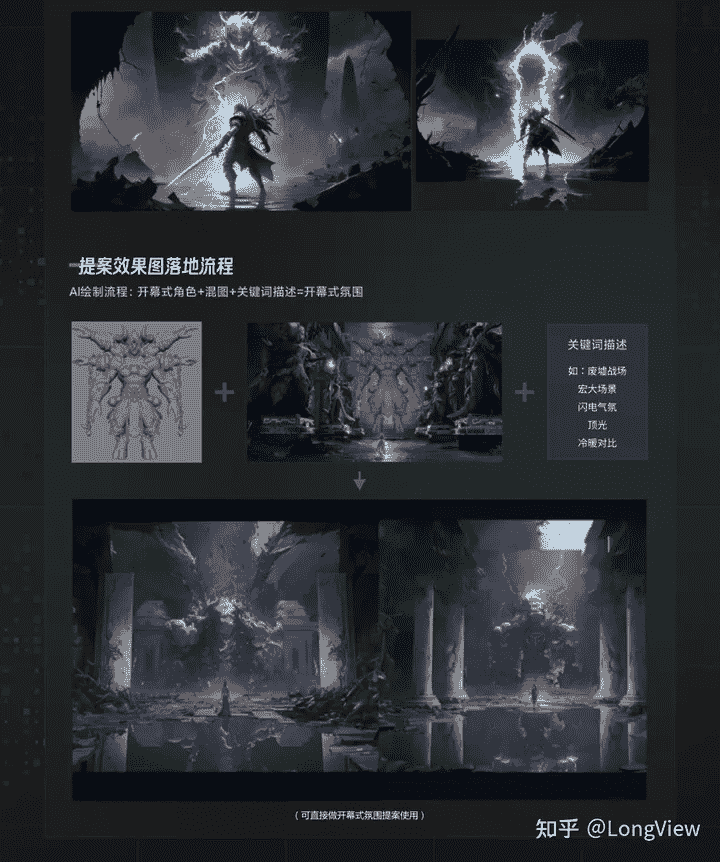 提案效果图落地流程
AI绘制流程：开幕式角色+混图+关键词描述=开幕式氛围
+
+
关键词描述
如：废墟战场
宏大场景
闪电气氛
顶光
冷暖对比
（可直接做开幕式氛围提案使用）
知乎 @LongView